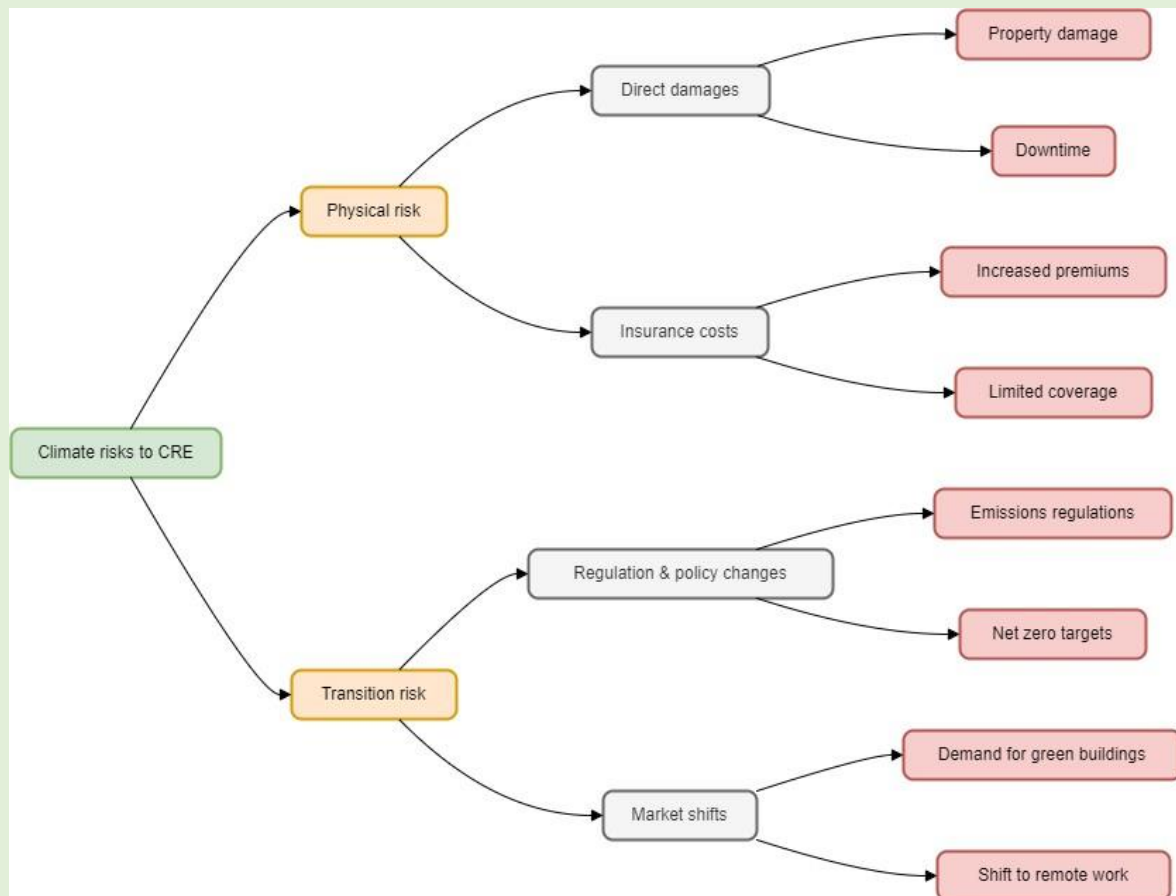 Climate risks to CRE
Physical risk
Direct damages
Property damage
Downtime
Insurance costs
Increased premiums
Limited coverage
Transition risk
Regulation & policy changes
Emissions regulations
Net zero targets
Market shifts
Demand for green buildings
Shift to remote work